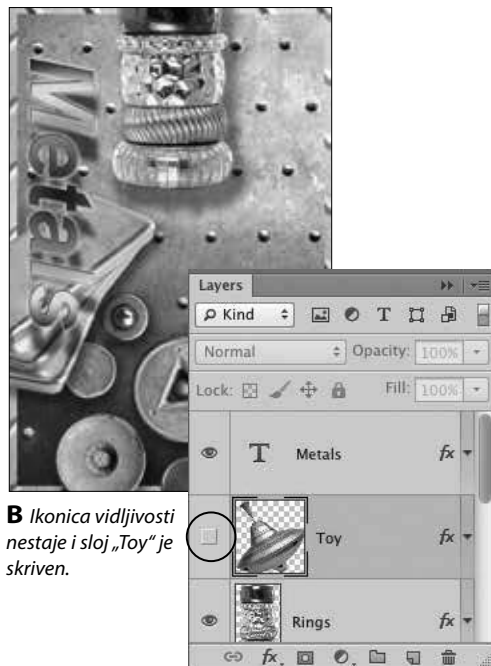 Metals
Layers
Kind
Normal Opacity: 100%
Lock: Fill: 100%
T Metals fx
Toy fx
Rings fx
fx
B Ikonica vidljivosti
nestaje i sloj „Toy“ je
skriven.